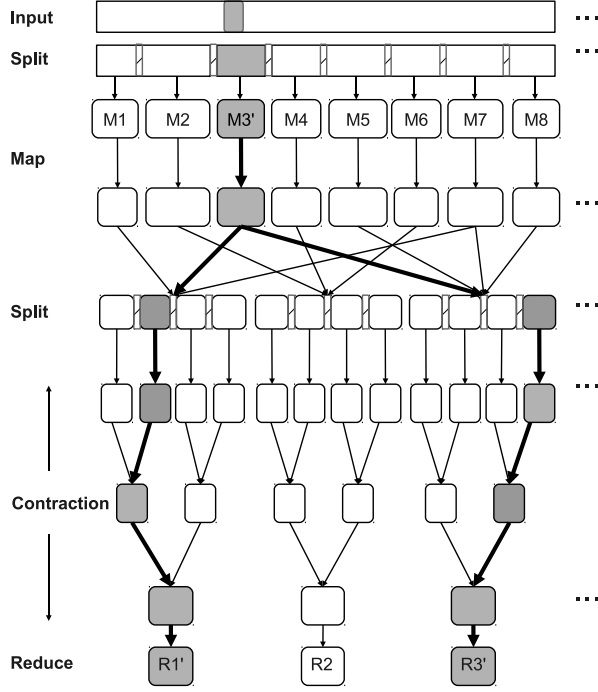 Input
Split
M1 M2 M3' M4 M5 M6 M7 M8
Map
Split
Contraction
R1' R2 R3'
Reduce